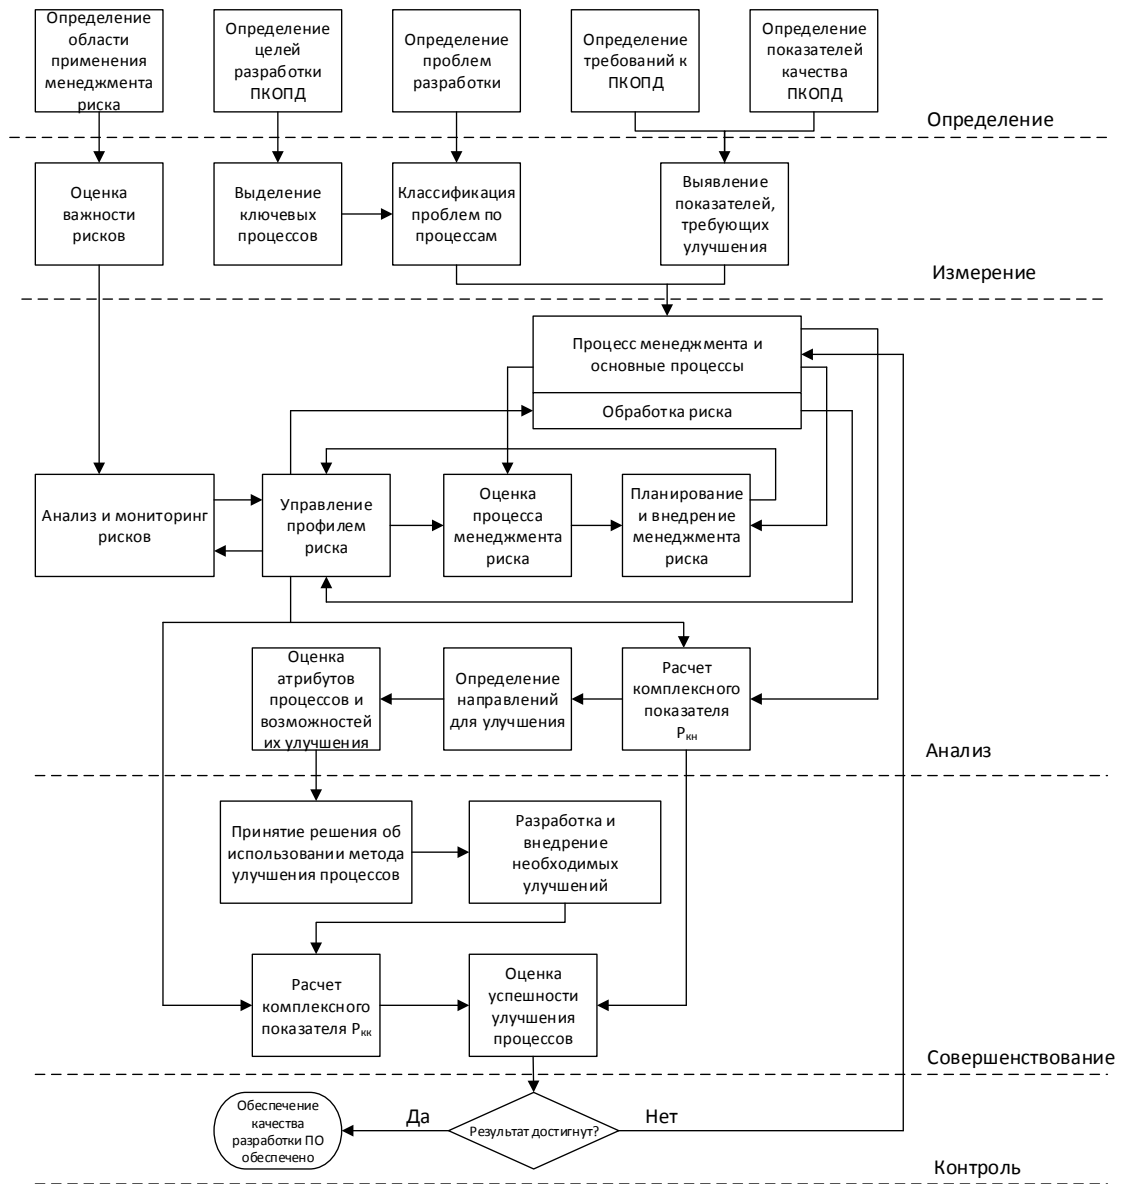 Определение
области
применения
менеджмента
риска
Определение
целей
разработки
ПКОПД
Определение
проблем
разработки
Определение
требований к
ПКОПД
Определение
показателей
качества
ПКОПД
Определение
Оценка
важности
рисков
Выделение
ключевых
процессов
Классификация
проблем по
процессам
Выявление
показателей,
требующих
улучшения
Измерение
Процесс менеджмента и
основные процессы
Обработка риска
Анализ и мониторинг
рисков
Управление
профилем
риска
Оценка
процесса
менеджмента
риска
Планирование
и внедрение
менеджмента
риска
Оценка
атрибутов
процессов и
возможностей
их улучшения
Определение
направлений
для улучшения
Расчет
комплексного
показателя
Ркн
Анализ
Принятие решения об
использовании метода
улучшения процессов
Разработка и
внедрение
необходимых
улучшений
Расчет
комплексного
показателя Ркк
Оценка
успешности
улучшения
процессов
Совершенствование
Обеспечение
качества
разработки ПО
обеспечено
Да
Результат достигнут?
Нет
Контроль